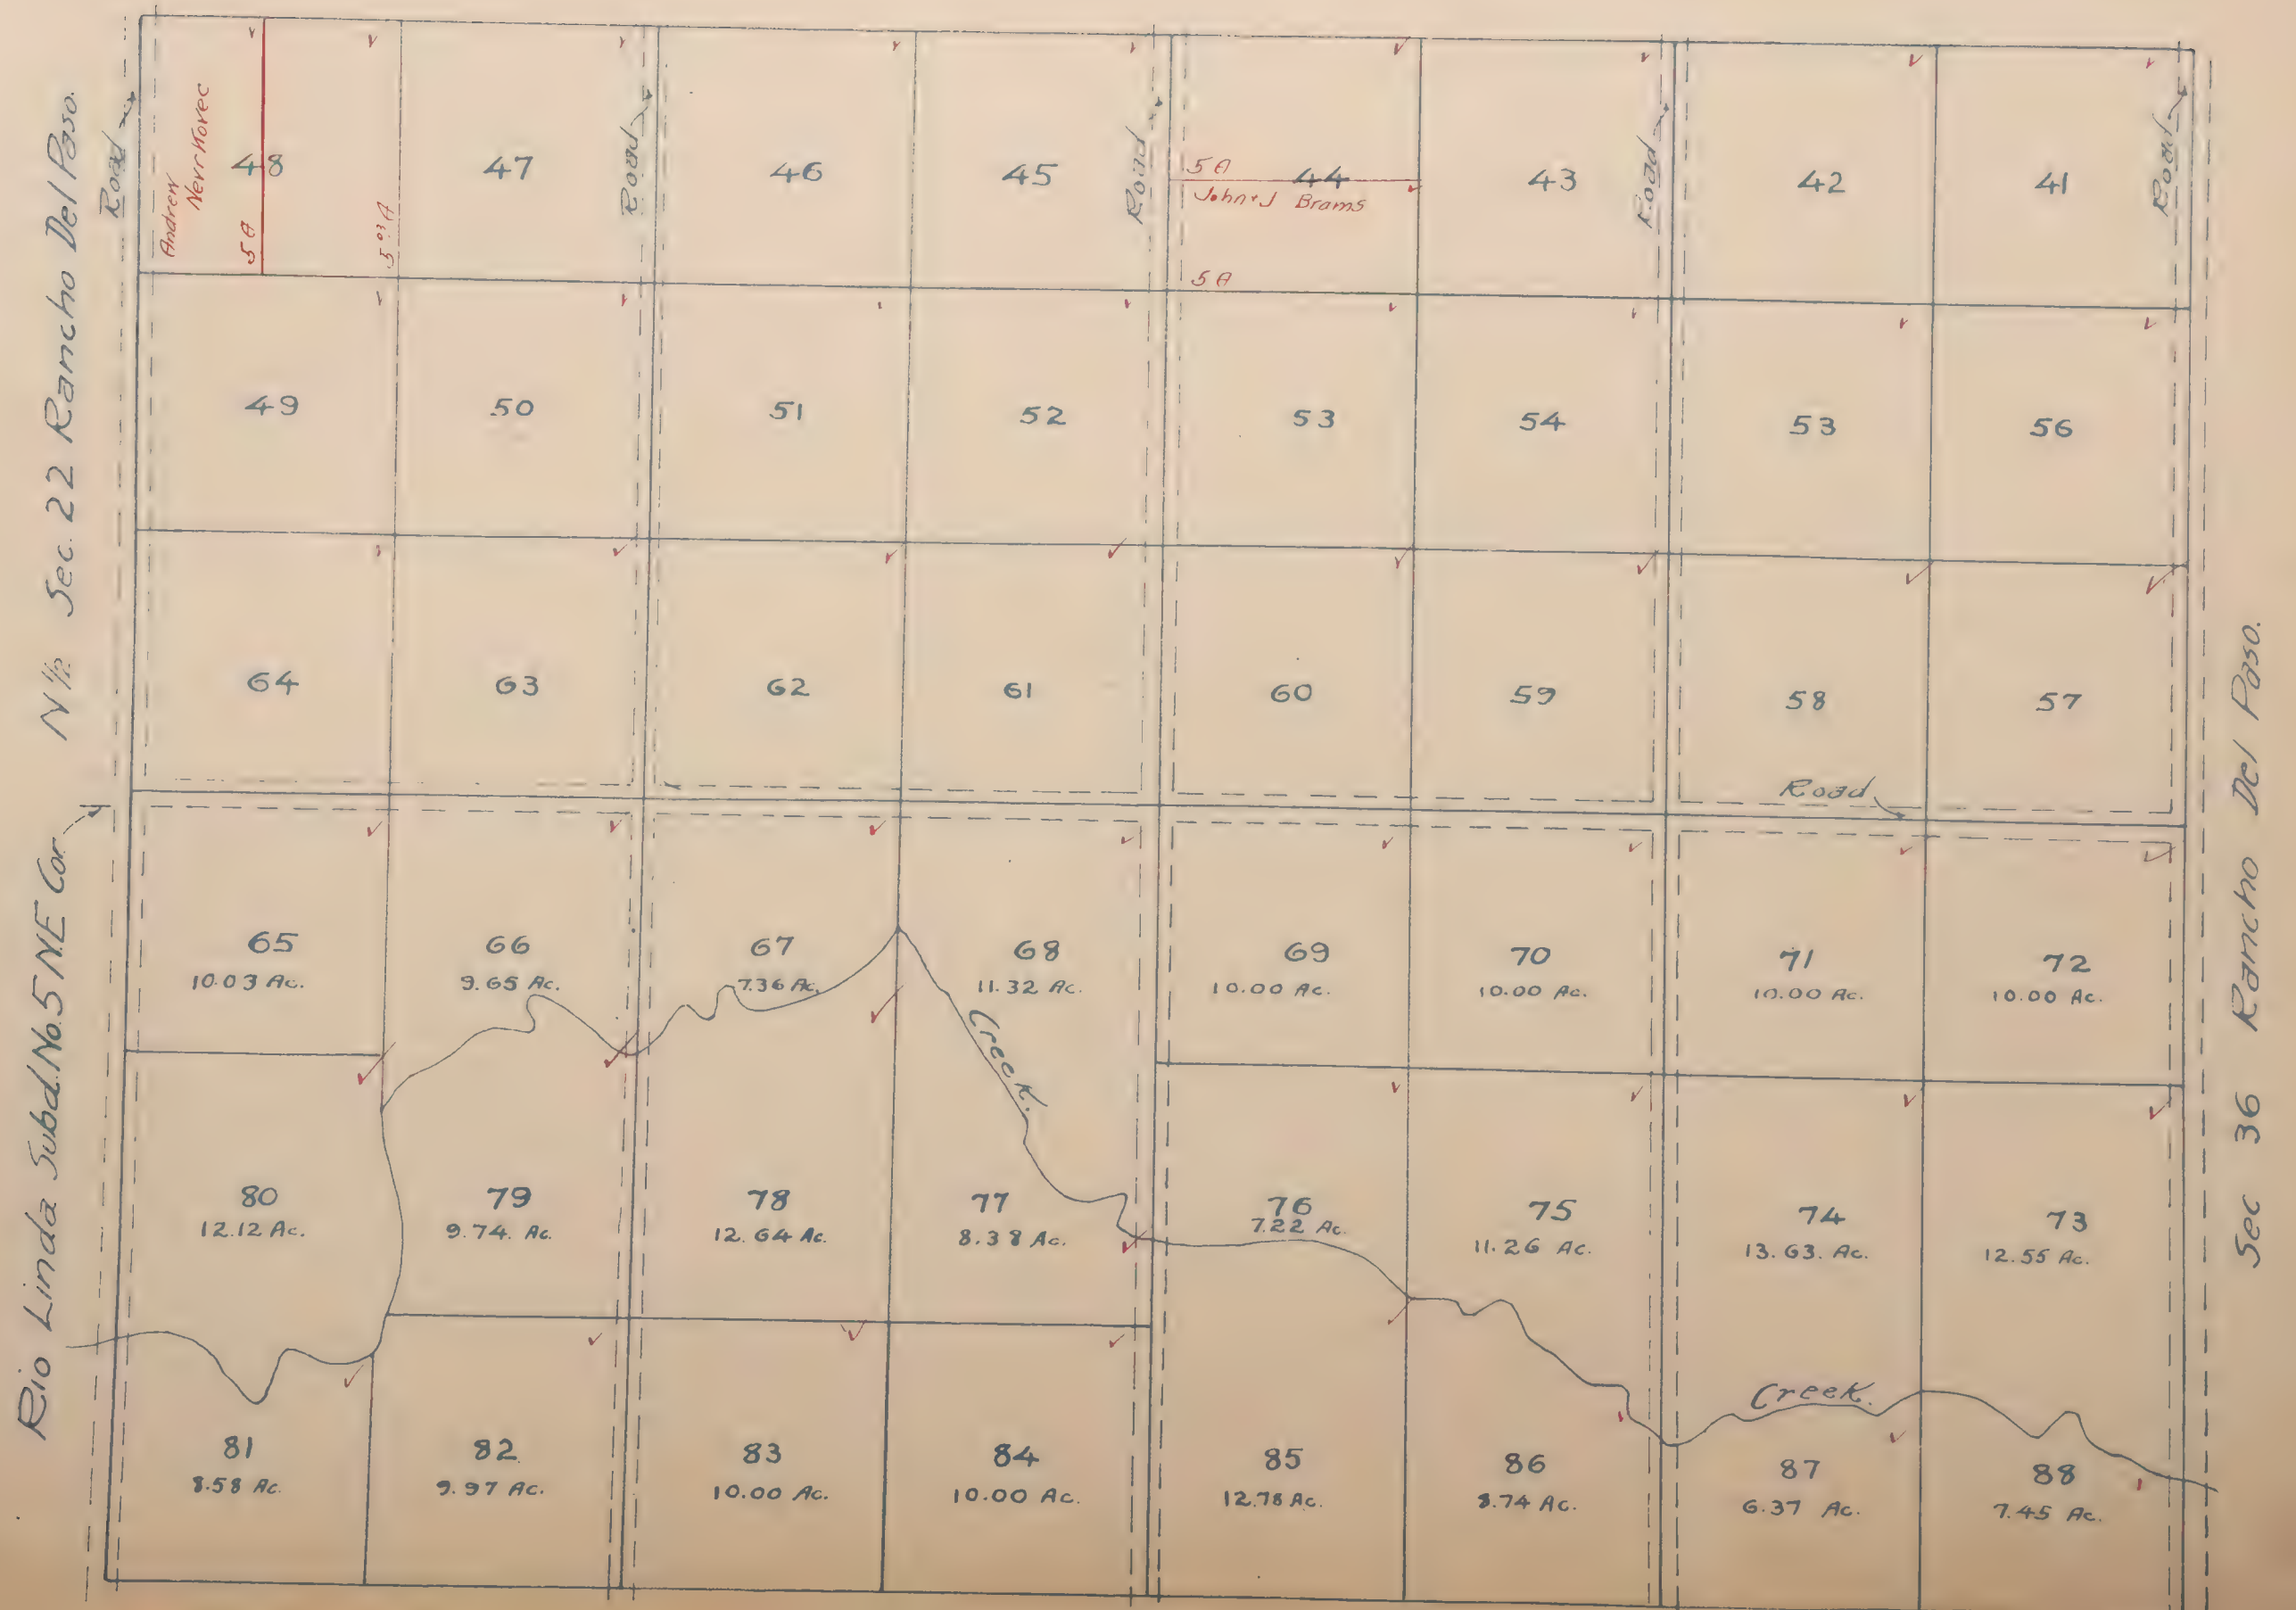 Road
Andrew
Nevrkovec
48
5 A
5 03 A
47
Road
46
45
Road
5 A
44
John & J Brams
5 A
43
Road
42
41
Road
49
50
51
52
53
54
53
56
64
63
62
61
60
59
58
57
Road
65
10.03 Ac.
66
9.65 Ac.
67
7.36 Ac.
68
11.32 Ac.
69
10.00 Ac.
70
10.00 Ac.
71
10.00 Ac.
72
10.00 Ac.
Creek.
80
12.12 Ac.
79
9.74. Ac.
78
12.64 Ac.
77
8.38 Ac.
76
7.22 Ac.
75
11.26 Ac.
74
13.63. Ac.
73
12.55 Ac.
Creek.
81
8.58 Ac.
82
9.97 Ac.
83
10.00 Ac.
84
10.00 Ac.
85
12.78 Ac.
86
8.74 Ac.
87
6.37 Ac.
88
7.45 Ac.
Rio Linda Subd. No. 5 N.E Cor.
N 1/2 Sec. 22 Rancho Del Paso.
Sec 36 Rancho Del Paso.